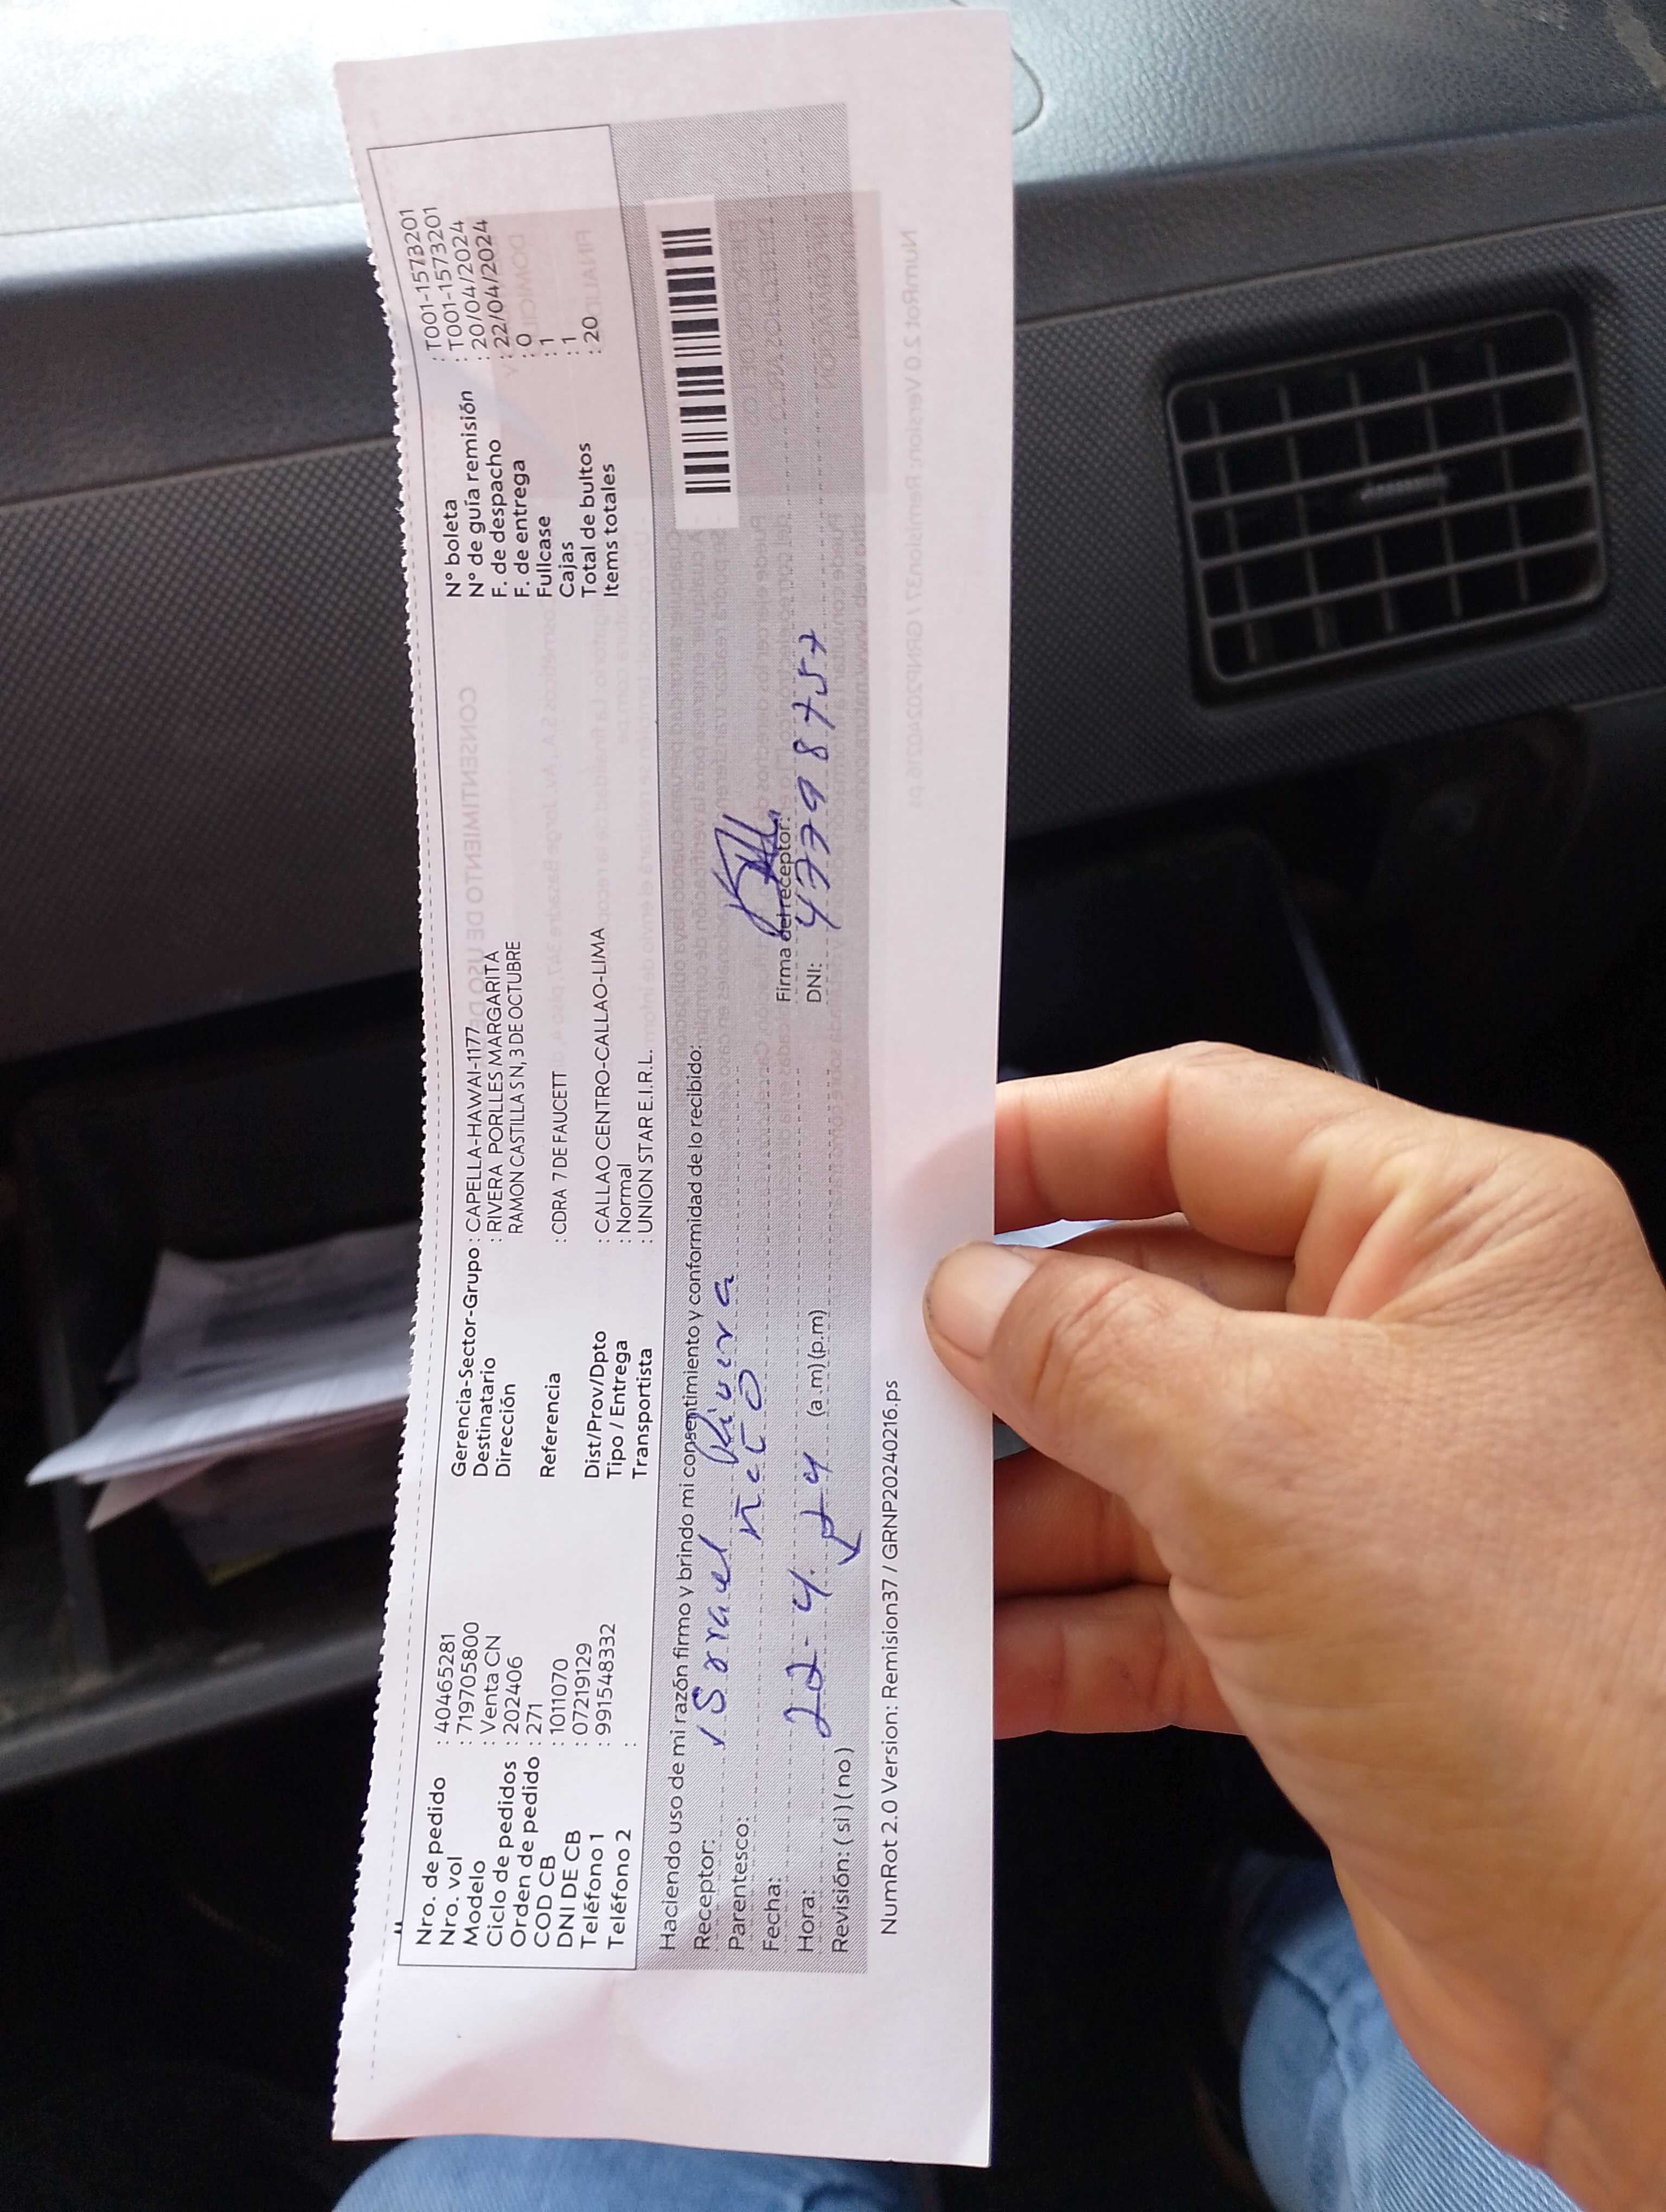 Nro. de pedido : 40465281
Nro. vol : 719705800
Modelo : Venta CN
Ciclo de pedidos : 202406
Orden de pedido : 271
COD CB : 1011070
DNI DE CB : 07219129
Teléfono 1 : 991548332
Teléfono 2 :
Gerencia-Sector-Grupo : CAPELLA-HAWAI-1177
Destinatario : RIVERA PORLLES MARGARITA
Dirección RAMON CASTILLA S N, 3 DE OCTUBRE
Referencia : CDRA 7 DE FAUCETT
Dist/Prov/Dpto : CALLAO CENTRO-CALLAO-LIMA
Tipo / Entrega : Normal
Transportista : UNION STAR E.I.R.L.
N° boleta : T001-1573201
N° de guía remisión : T001-1573201
F. de despacho : 20/04/2024
F. de entrega : 22/04/2024
Fullcase : 0
Cajas : 1
Total de bultos : 1
Items totales : 20
Haciendo uso de mi razón firmo y brindo mi consentimiento y conformidad de lo recibido:
Receptor: Rivera
Parentesco:
Fecha: 22-4-24
Hora: (a.m)(p.m)
Revisión: ( si ) ( no )
Firma del receptor:
DNI:
NumRot 2.0 Version: Remision37 / GRNP20240216.ps